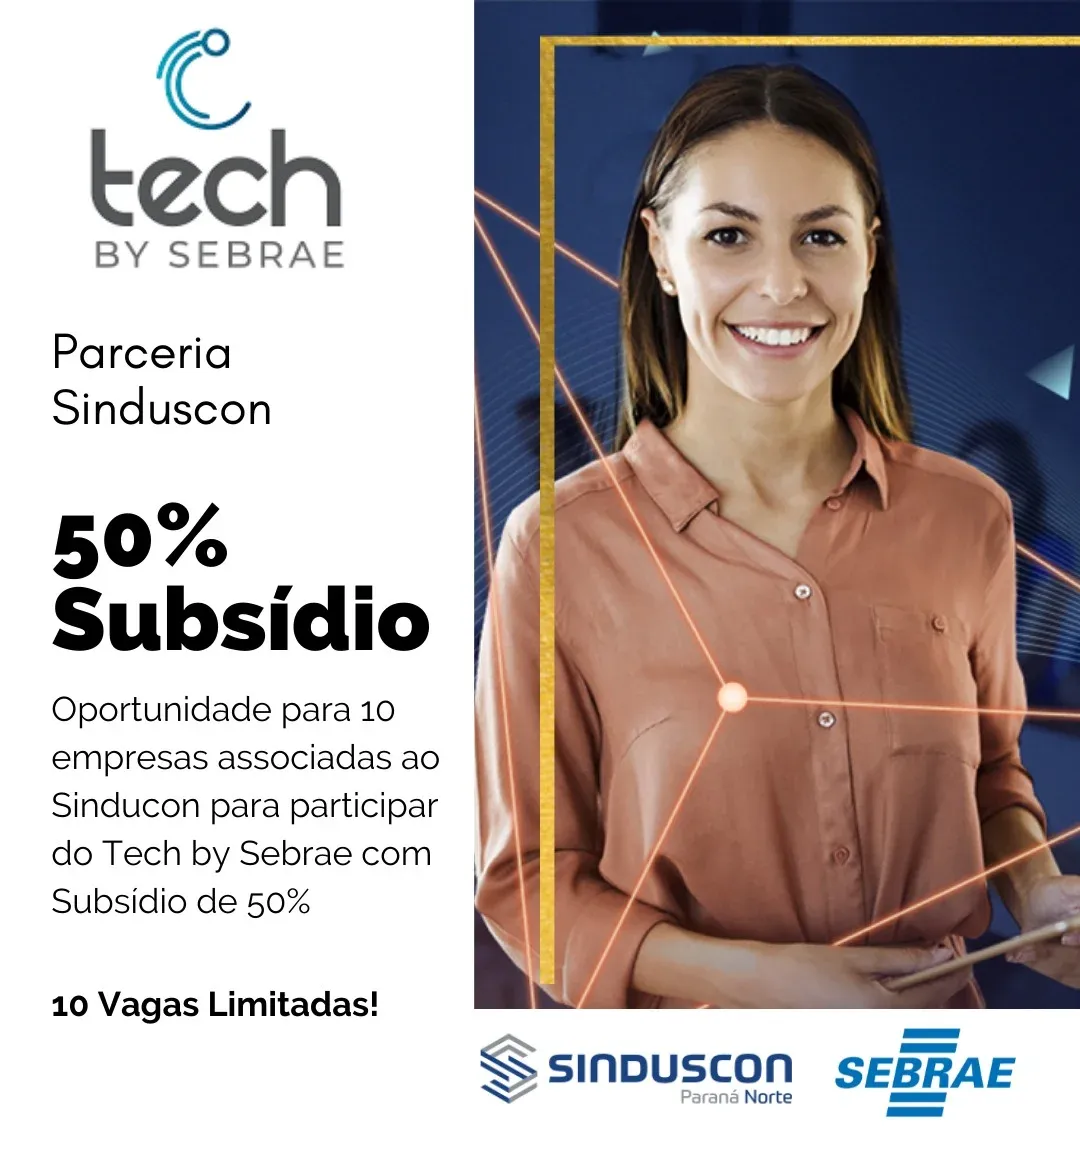 tech
BY SEBRAE
Parceria
Sinduscon
50%
Subsídio
Oportunidade para 10
empresas associadas ao
Sinducon para participar
do Tech by Sebrae com
Subsídio de 50%
10 Vagas Limitadas!
SINDUSCON
Paraná Norte
SEBRAE